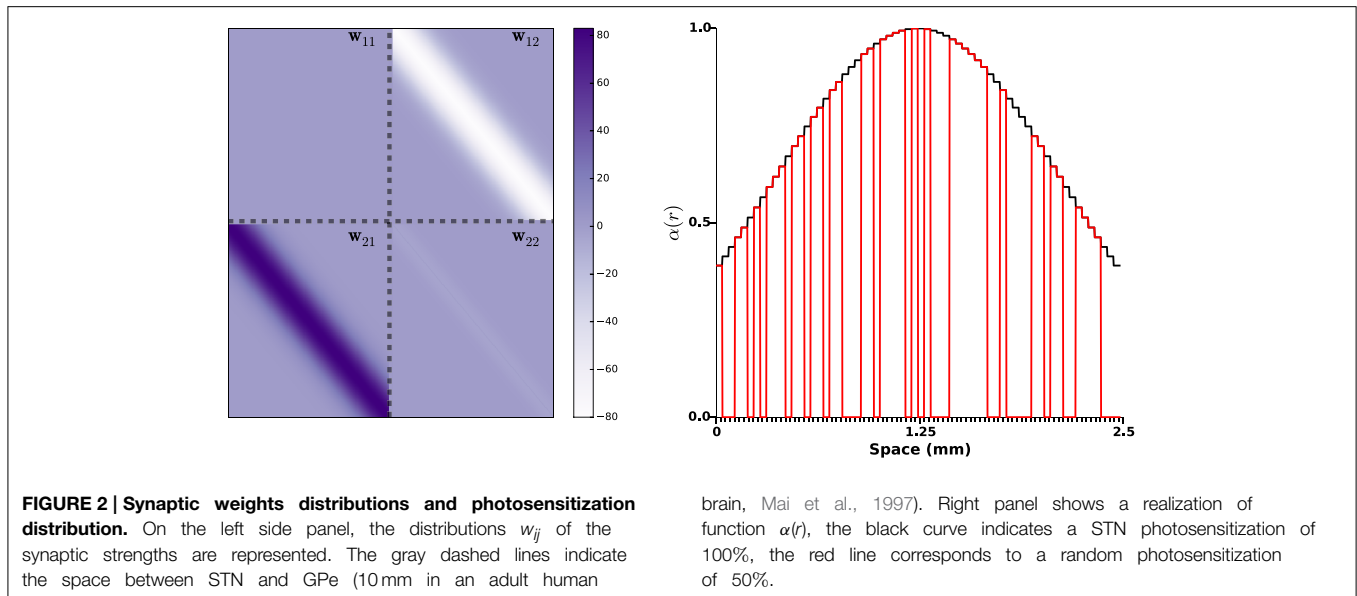 w11
w12
w21
w22
80
60
40
20
0
−20
−40
−60
−80
1.0
0.5
0.0
α(r)
0
1.25
2.5
Space (mm)
FIGURE 2 | Synaptic weights distributions and photosensitization
distribution. On the left side panel, the distributions wij of the
synaptic strengths are represented. The gray dashed lines indicate
the space between STN and GPe (10 mm in an adult human
brain, Mai et al., 1997). Right panel shows a realization of
function α(r), the black curve indicates a STN photosensitization of
100%, the red line corresponds to a random photosensitization
of 50%.